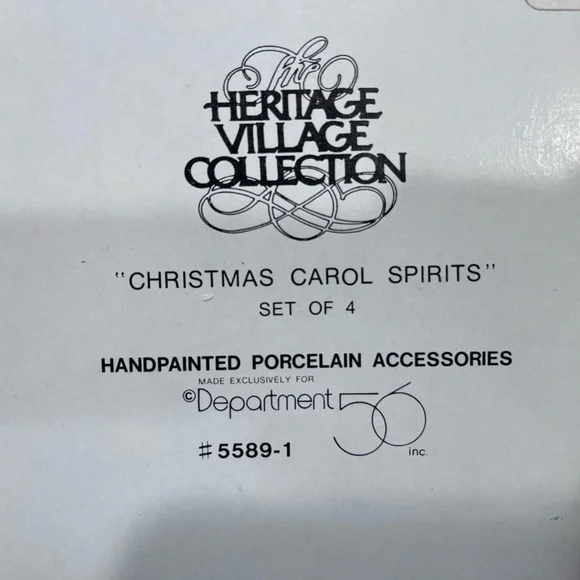 The
HERITAGE
VILLAGE
COLLECTION
"CHRISTMAS CAROL SPIRITS"
SET OF 4
HANDPAINTED PORCELAIN ACCESSORIES
MADE EXCLUSIVELY FOR
©Department 56 inc.
#5589-1